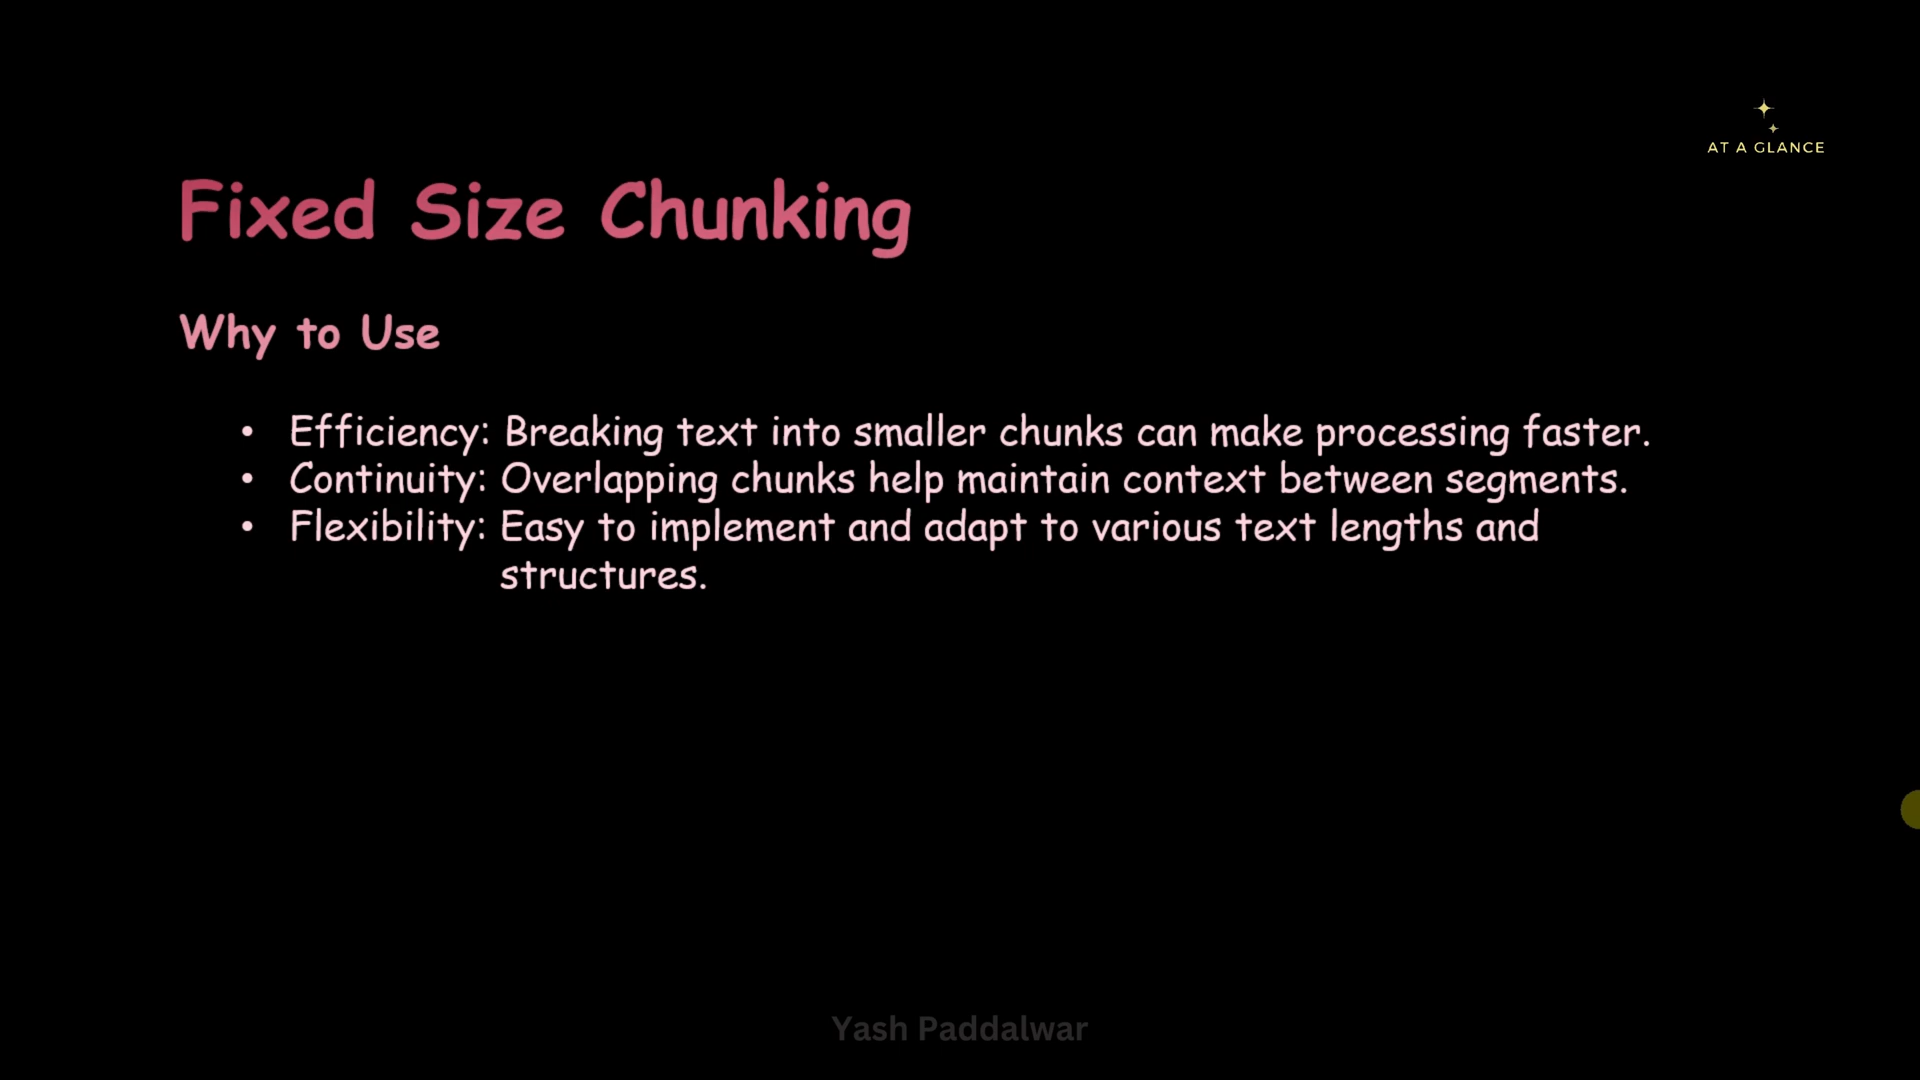 AT A GLANCE
Fixed Size Chunking
Why to Use
• Efficiency: Breaking text into smaller chunks can make processing faster.
• Continuity: Overlapping chunks help maintain context between segments.
• Flexibility: Easy to implement and adapt to various text lengths and
structures.
Yash Paddalwar